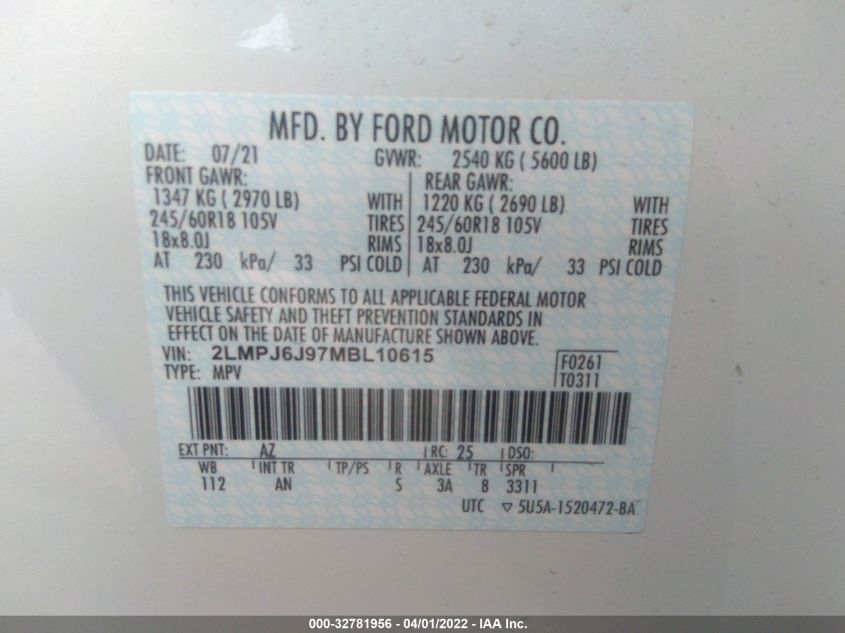 MFD. BY FORD MOTOR CO.
DATE: 07/21 GVWR: 2540 KG ( 5600 LB)
FRONT GAWR: REAR GAWR:
1347 KG ( 2970 LB) WITH 1220 KG ( 2690 LB) WITH
245/60R18 105V TIRES 245/60R18 105V TIRES
18x8.0J RIMS 18x8.0J RIMS
AT 230 kPa/ 33 PSI COLD AT 230 kPa/ 33 PSI COLD
THIS VEHICLE CONFORMS TO ALL APPLICABLE FEDERAL MOTOR
VEHICLE SAFETY AND THEFT PREVENTION STANDARDS IN
EFFECT ON THE DATE OF MANUFACTURE SHOWN ABOVE.
VIN: 2LMPJ6J97MBL10615 F0261
TYPE: MPV T0311
EXT PNT: AZ RC: 25 DSO:
WB INT TR TP/PS R AXLE TR SPR
112 AN S 3A 8 3311
UTC ▽ 5U5A-1520472-BA
000-32781956 - 04/01/2022 - IAA Inc.